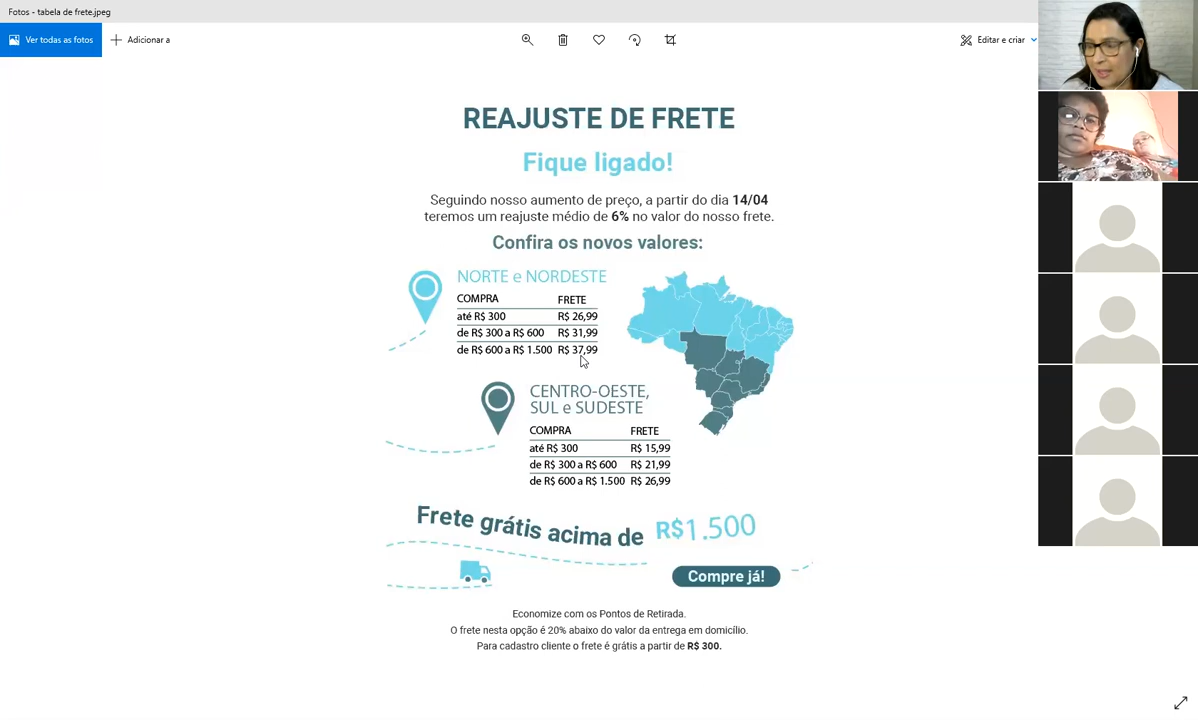 Fotos - tabela de frete.jpeg
Ver todas as fotos
Adicionar a
Editar e criar
REAJUSTE DE FRETE
Fique ligado!
Seguindo nosso aumento de preço, a partir do dia 14/04
teremos um reajuste médio de 6% no valor do nosso frete.
Confira os novos valores:
NORTE e NORDESTE
COMPRA FRETE
até R$ 300 R$ 26,99
de R$ 300 a R$ 600 R$ 31,99
de R$ 600 a R$ 1.500 R$ 37,99
CENTRO-OESTE,
SUL e SUDESTE
COMPRA FRETE
até R$ 300 R$ 15,99
de R$ 300 a R$ 600 R$ 21,99
de R$ 600 a R$ 1.500 R$ 26,99
Frete grátis acima de R$1.500
Compre já!
Economize com os Pontos de Retirada.
O frete nesta opção é 20% abaixo do valor da entrega em domicílio.
Para cadastro cliente o frete é grátis a partir de R$ 300.